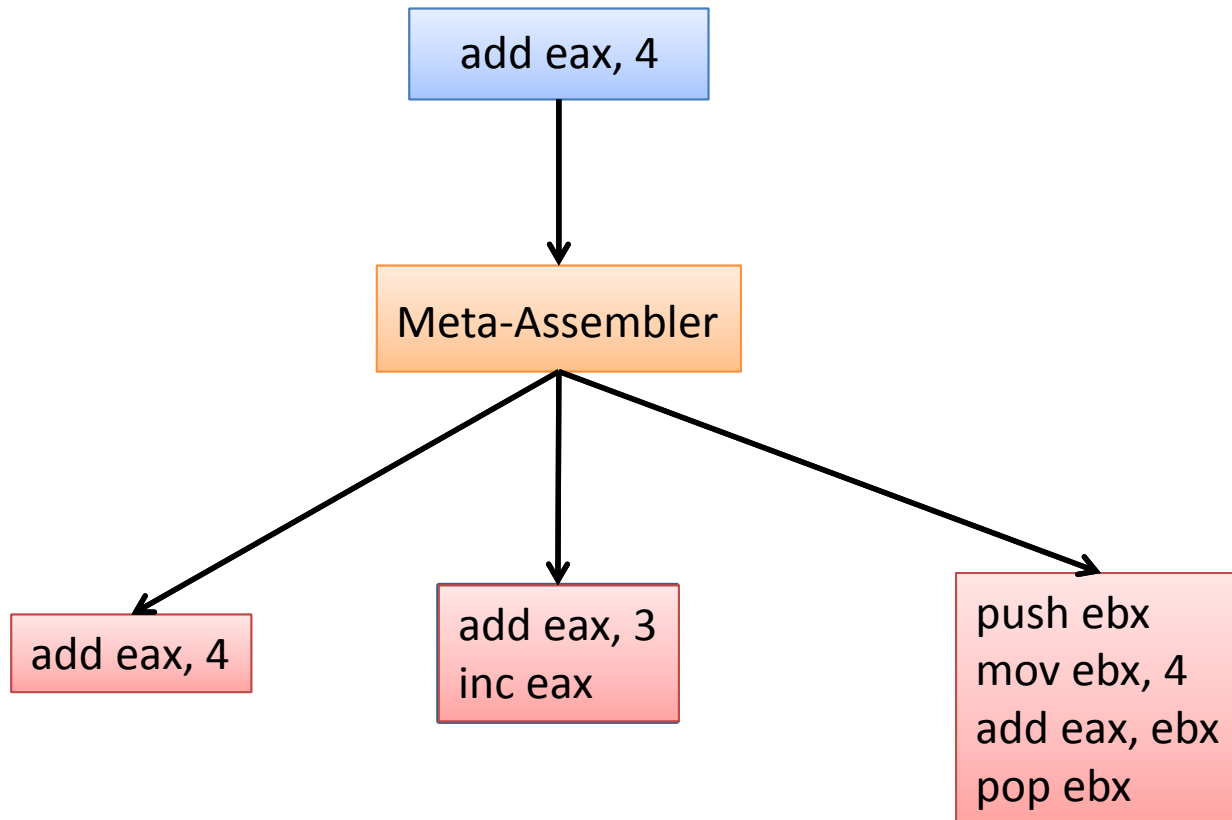 add eax, 4
Meta-Assembler
add eax, 4
add eax, 3
inc eax
push ebx
mov ebx, 4
add eax, ebx
pop ebx